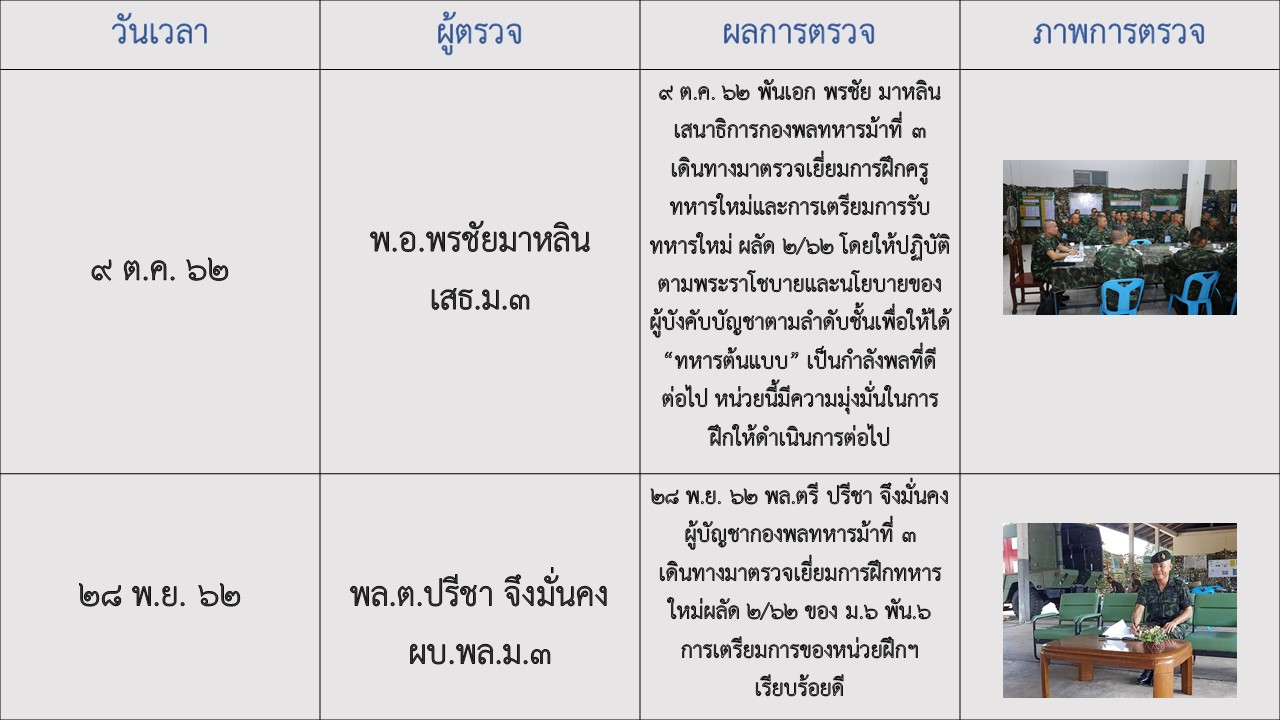 วันเวลา
ผู้ตรวจ
ผลการตรวจ
ภาพการตรวจ
๙ ต.ค. ๖๒
พ.อ.พรชัยมาหลิน
เสธ.ม.๓
๙ ต.ค. ๖๒ พันเอก พรชัย มาหลิน
เสนาธิการกองพลทหารม้าที่ ๓
เดินทางมาตรวจเยี่ยมการฝึกครู
ทหารใหม่และการเตรียมการรับ
ทหารใหม่ ผลัด ๒/๖๒ โดยให้ปฏิบัติ
ตามพระราโชบายและนโยบายของ
ผู้บังคับบัญชาตามลำดับชั้นเพื่อให้ได้
“ทหารต้นแบบ” เป็นกำลังพลที่ดี
ต่อไป หน่วยนี้มีความมุ่งมั่นในการ
ฝึกให้ดำเนินการต่อไป
๒๘ พ.ย. ๖๒
พล.ต.ปรีชา จึงมั่นคง
ผบ.พล.ม.๓
๒๘ พ.ย. ๖๒ พล.ตรี ปรีชา จึงมั่นคง
ผู้บัญชากองพลทหารม้าที่ ๓
เดินทางมาตรวจเยี่ยมการฝึกทหาร
ใหม่ผลัด ๒/๖๒ ของ ม.๖ พัน.๖
การเตรียมการของหน่วยฝึกฯ
เรียบร้อยดี